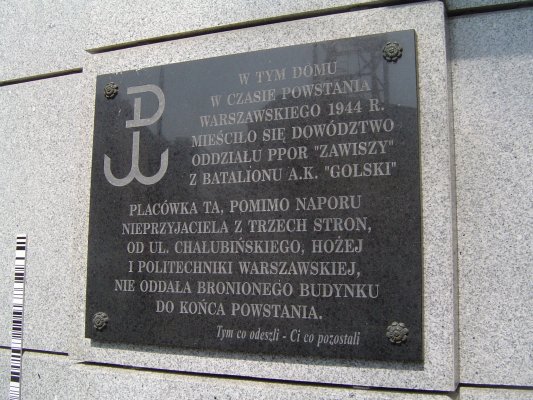 W TYM DOMU
W CZASIE POWSTANIA
WARSZAWSKIEGO 1944 R.
MIEŚCIŁO SIĘ DOWÓDZTWO
ODDZIAŁU PPOR "ZAWISZY"
Z BATALIONU A.K. "GOLSKI"
PLACÓWKA TA, POMIMO NAPORU
NIEPRZYJACIELA Z TRZECH STRON,
OD UL. CHAŁUBIŃSKIEGO, HOŻEJ
I POLITECHNIKI WARSZAWSKIEJ,
NIE ODDAŁA BRONIONEGO BUDYNKU
DO KOŃCA POWSTANIA.
Tym co odeszli - Ci co pozostali